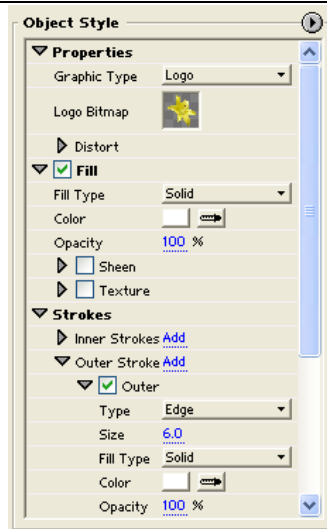 Object Style
Properties
Graphic Type Logo
Logo Bitmap
Distort
Fill
Fill Type Solid
Color
Opacity 100 %
Sheen
Texture
Strokes
Inner Strokes Add
Outer Stroke Add
Outer
Type Edge
Size 6.0
Fill Type Solid
Color
Opacity 100 %